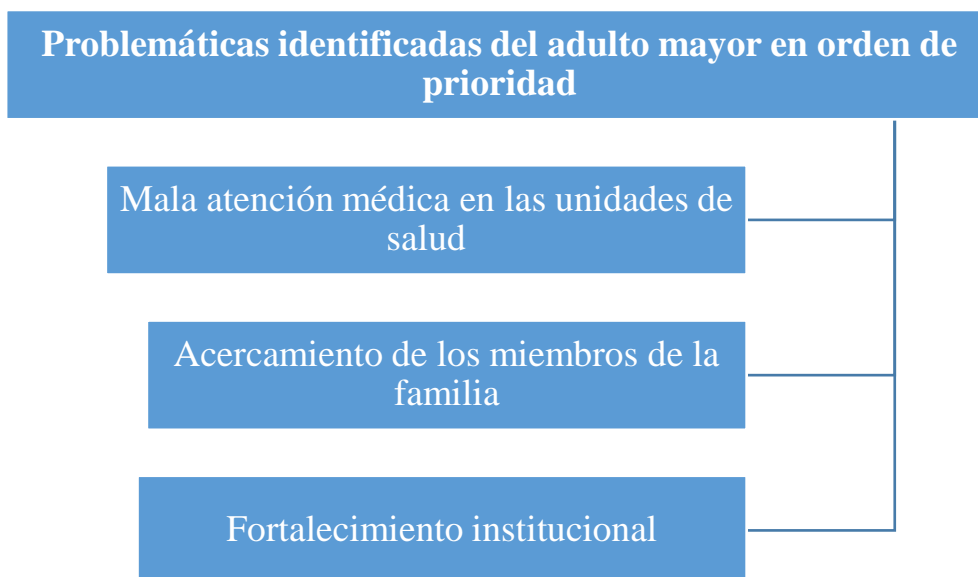 Problemáticas identificadas del adulto mayor en orden de
prioridad
Mala atención médica en las unidades de
salud
Acercamiento de los miembros de la
familia
Fortalecimiento institucional